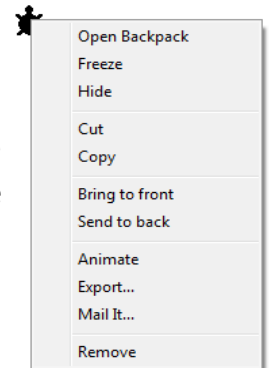 Open Backpack
Freeze
Hide
Cut
Copy
Bring to front
Send to back
Animate
Export...
Mail It...
Remove